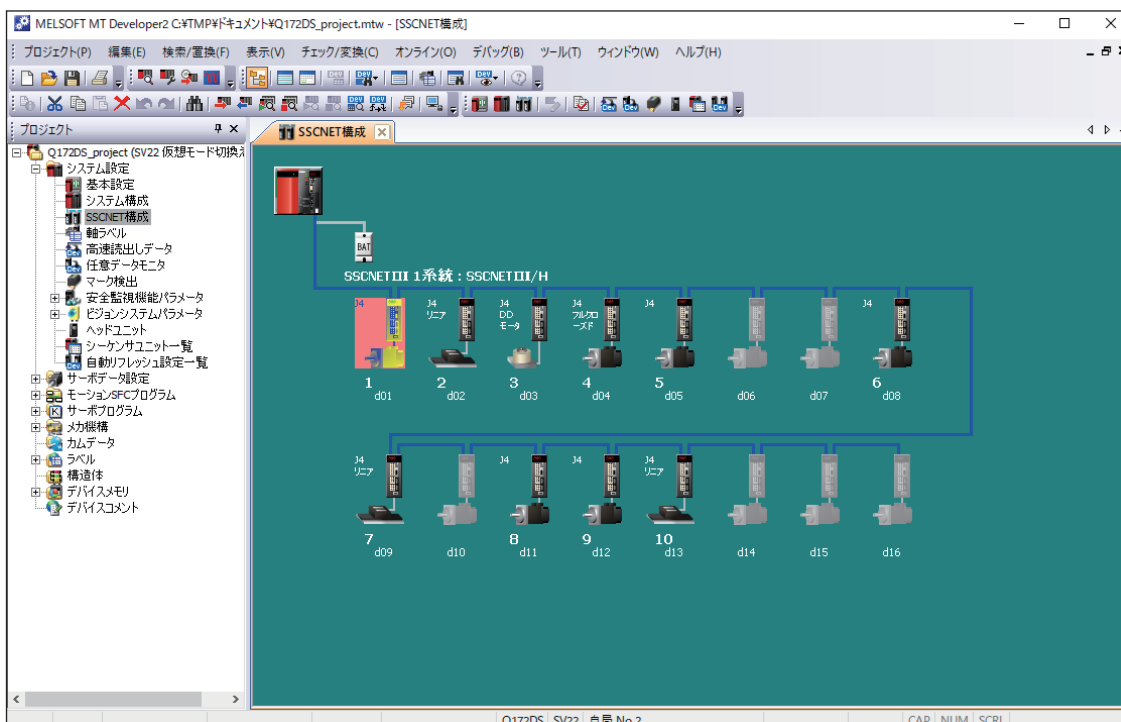 MELSOFT MT Developer2 C:¥TMP¥ドキュメント¥Q172DS_project.mtw - [SSCNET構成]
プロジェクト(P) 編集(E) 検索/置換(F) 表示(V) チェック/変換(C) オンライン(O) デバッグ(B) ツール(T) ウィンドウ(W) ヘルプ(H)
プロジェクト
SSCNET構成
Q172DS_project (SV22 仮想モード切換え
システム設定
基本設定
システム構成
SSCNET構成
軸ラベル
高速読出しデータ
任意データモニタ
マーク検出
安全監視機能パラメータ
ビジョンシステムパラメータ
ヘッドユニット
シーケンサユニット一覧
自動リフレッシュ設定一覧
サーボデータ設定
モーションSFCプログラム
サーボプログラム
メカ機構
カムデータ
ラベル
構造体
デバイスメモリ
デバイスコメント
BAT
SSCNETIII 1系統 : SSCNETIII/H
J4 J4 J4 J4 J4 J4
リニア DD フルクロ
モータ ーズド
1 2 3 4 5 6
d01 d02 d03 d04 d05 d06 d07 d08
J4 J4 J4 J4
リニア リニア
7 8 9 10
d09 d10 d11 d12 d13 d14 d15 d16
Q172DS SV22 自局 No.2 CAP NUM SCRL